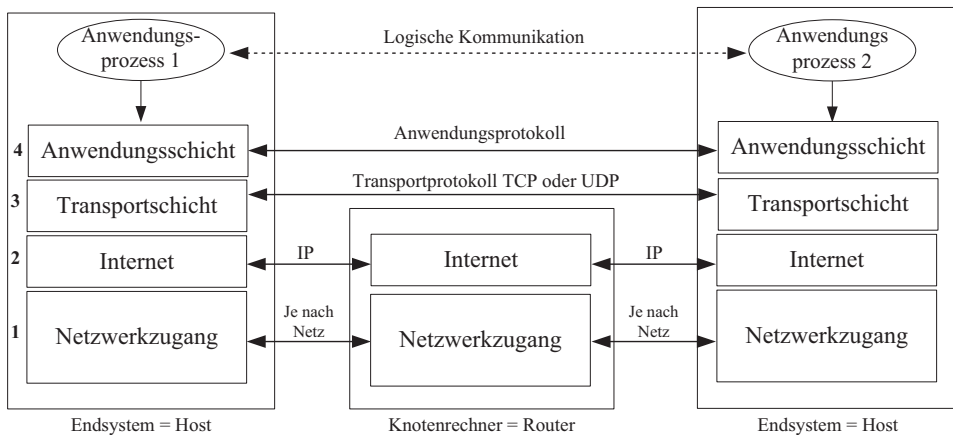 Anwendungs-
prozess 1
Logische Kommunikation
Anwendungs
prozess 2
4
Anwendungsschicht
Anwendungsprotokoll
Anwendungsschicht
3
Transportschicht
Transportprotokoll TCP oder UDP
Transportschicht
2
Internet
IP
Internet
IP
Internet
1
Netzwerkzugang
Je nach
Netz
Netzwerkzugang
Je nach
Netz
Netzwerkzugang
Endsystem = Host
Knotenrechner = Router
Endsystem = Host